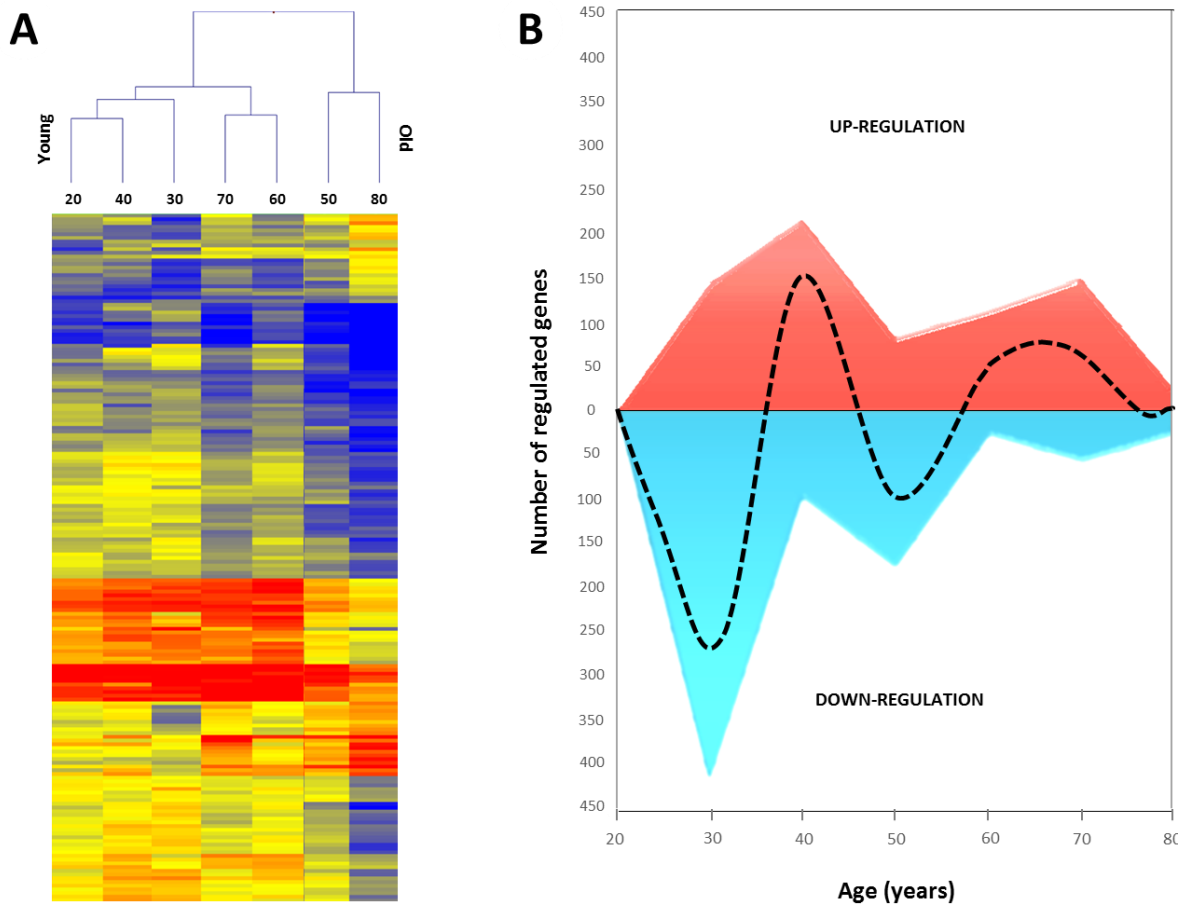 A
Young
Old
20 40 30 70 60 50 80
B
450
400
350
300
250
200
150
100
50
0
50
100
150
200
250
300
350
400
450
Number of regulated genes
UP-REGULATION
DOWN-REGULATION
20 30 40 50 60 70 80
Age (years)